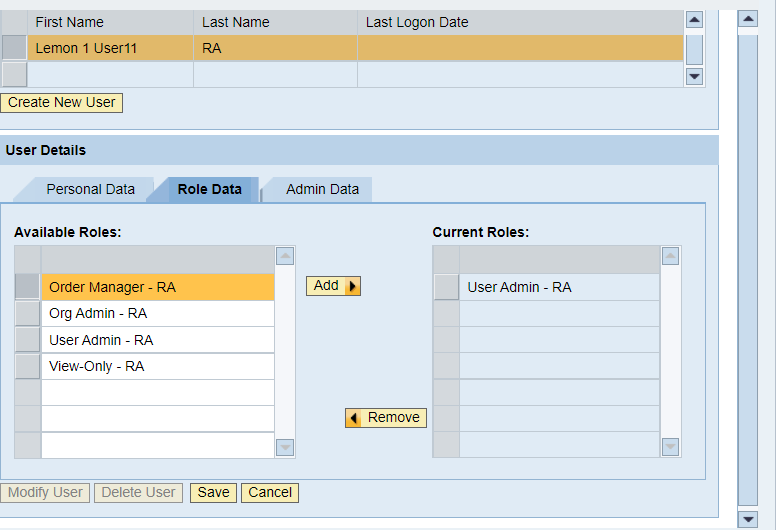 First Name Last Name Last Logon Date
Lemon 1 User11 RA
Create New User
User Details
Personal Data Role Data Admin Data
Available Roles: Current Roles:
Order Manager - RA Add User Admin - RA
Org Admin - RA
User Admin - RA
View-Only - RA
Remove
Modify User Delete User Save Cancel